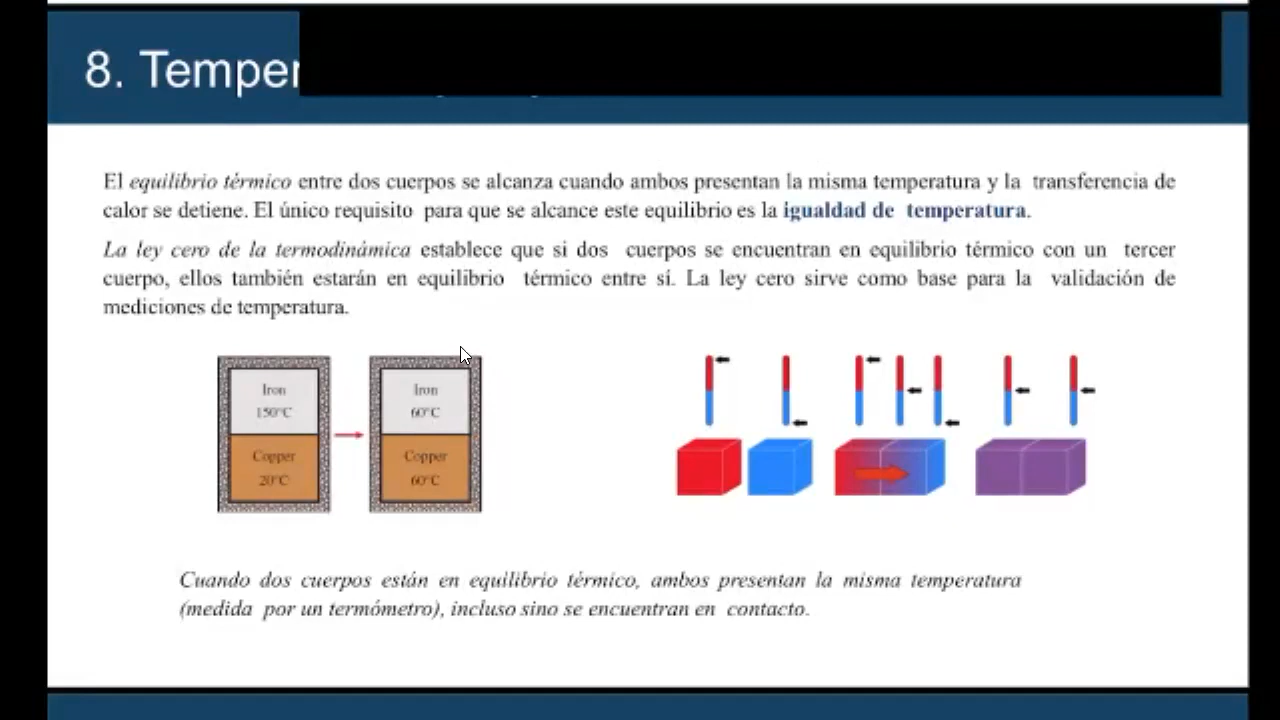 8. Temper
El equilibrio térmico entre dos cuerpos se alcanza cuando ambos presentan la misma temperatura y la transferencia de
calor se detiene. El único requisito para que se alcance este equilibrio es la igualdad de temperatura.
La ley cero de la termodinámica establece que si dos cuerpos se encuentran en equilibrio térmico con un tercer
cuerpo, ellos también estarán en equilibrio térmico entre sí. La ley cero sirve como base para la validación de
mediciones de temperatura.
Iron
150°C
Copper
20°C
Iron
60°C
Copper
60°C
Cuando dos cuerpos están en equilibrio térmico, ambos presentan la misma temperatura
(medida por un termómetro), incluso sino se encuentran en contacto.